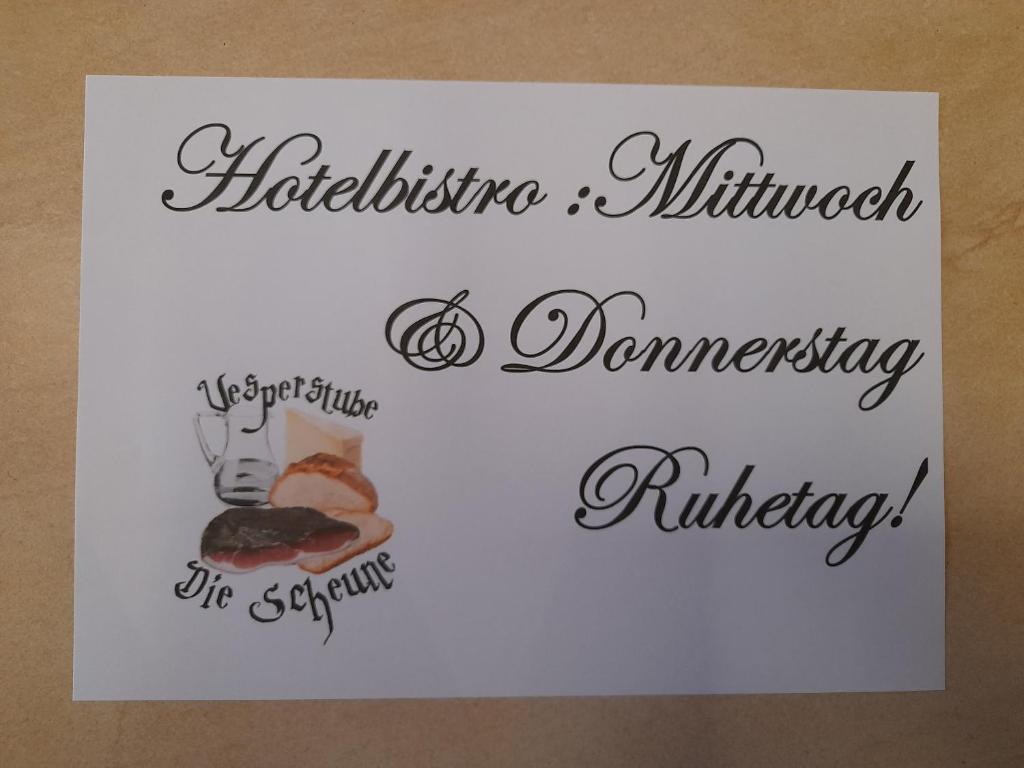 Hotelbistro : Mittwoch
& Donnerstag
Ruhetag!
Vesperstube
Die Scheune